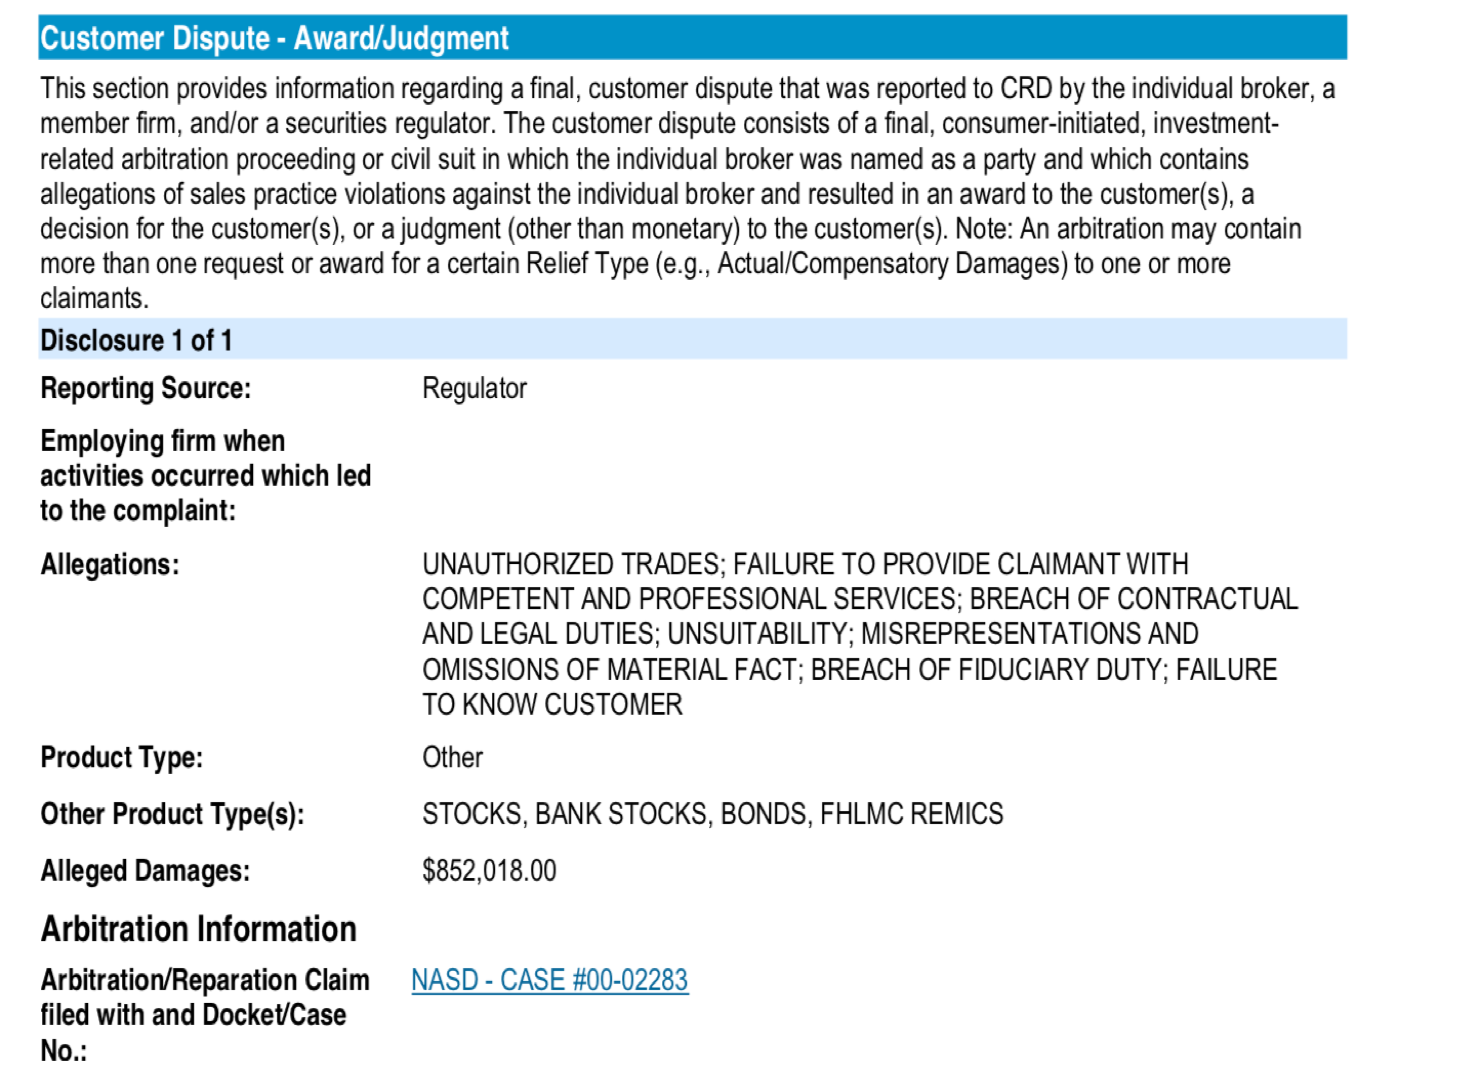 Customer Dispute - Award/Judgment
This section provides information regarding a final, customer dispute that was reported to CRD by the individual broker, a
member firm, and/or a securities regulator. The customer dispute consists of a final, consumer-initiated, investment-
related arbitration proceeding or civil suit in which the individual broker was named as a party and which contains
allegations of sales practice violations against the individual broker and resulted in an award to the customer(s), a
decision for the customer(s), or a judgment (other than monetary) to the customer(s). Note: An arbitration may contain
more than one request or award for a certain Relief Type (e.g., Actual/Compensatory Damages) to one or more
claimants.
Disclosure 1 of 1
Reporting Source: Regulator
Employing firm when
activities occurred which led
to the complaint:
Allegations: UNAUTHORIZED TRADES; FAILURE TO PROVIDE CLAIMANT WITH
COMPETENT AND PROFESSIONAL SERVICES; BREACH OF CONTRACTUAL
AND LEGAL DUTIES; UNSUITABILITY; MISREPRESENTATIONS AND
OMISSIONS OF MATERIAL FACT; BREACH OF FIDUCIARY DUTY; FAILURE
TO KNOW CUSTOMER
Product Type: Other
Other Product Type(s): STOCKS, BANK STOCKS, BONDS, FHLMC REMICS
Alleged Damages: $852,018.00
Arbitration Information
Arbitration/Reparation Claim NASD - CASE #00-02283
filed with and Docket/Case
No.: